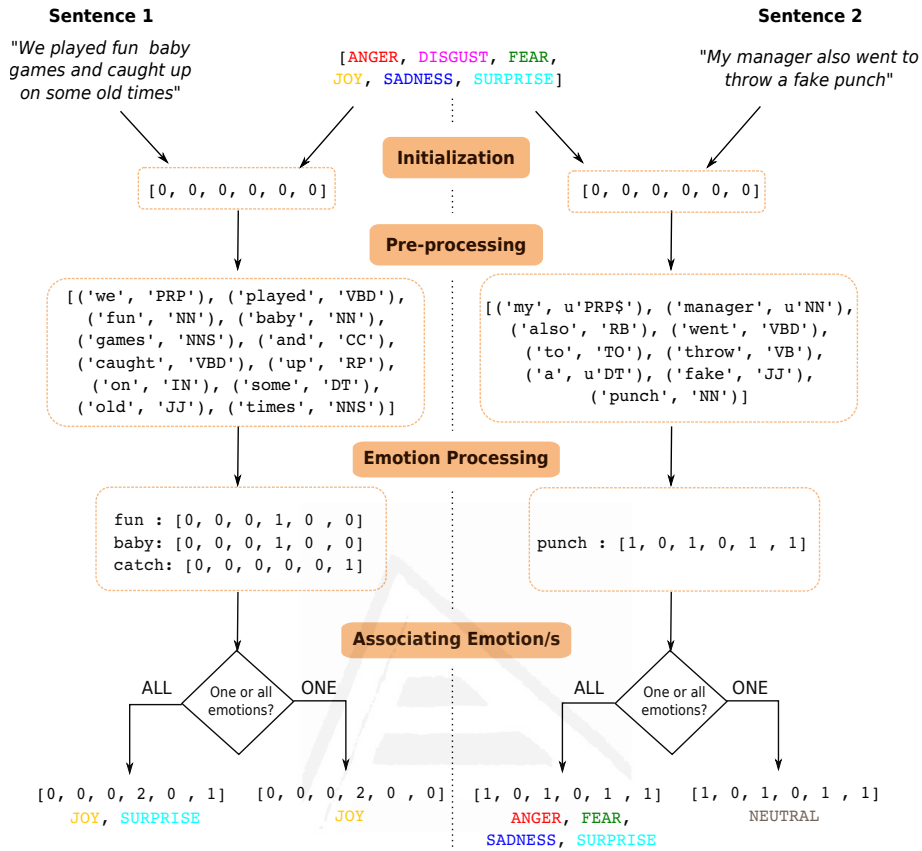 Sentence 1
"We played fun baby
games and caught up
on some old times"
[ANGER, DISGUST, FEAR,
JOY, SADNESS, SURPRISE]
Sentence 2
"My manager also went to
throw a fake punch"
Initialization
[0, 0, 0, 0, 0, 0]
[0, 0, 0, 0, 0, 0]
Pre-processing
[('we', 'PRP'), ('played', 'VBD'),
('fun', 'NN'), ('baby', 'NN'),
('games', 'NNS'), ('and', 'CC'),
('caught', 'VBD'), ('up', 'RP'),
('on', 'IN'), ('some', 'DT'),
('old', 'JJ'), ('times', 'NNS')]
[('my', u'PRP$), ('manager', u'NN'),
('also', 'RB'), ('went', 'VBD'),
('to', 'TO'), ('throw', 'VB'),
('a', u'DT'), ('fake', 'JJ'),
('punch', 'NN')]
Emotion Processing
fun : [0, 0, 0, 1, 0 , 0]
baby: [0, 0, 0, 1, 0 , 0]
catch: [0, 0, 0, 0, 0, 1]
punch : [1, 0, 1, 0, 1 , 1]
Associating Emotion/s
ALL
One or all
emotions?
ONE
ALL
One or all
emotions?
ONE
[0, 0, 0, 2, 0 , 1]
JOY, SURPRISE
[0, 0, 0, 2, 0 , 0]
JOY
[1, 0, 1, 0, 1 , 1]
ANGER, FEAR,
SADNESS, SURPRISE
[1, 0, 1, 0, 1 , 1]
NEUTRAL